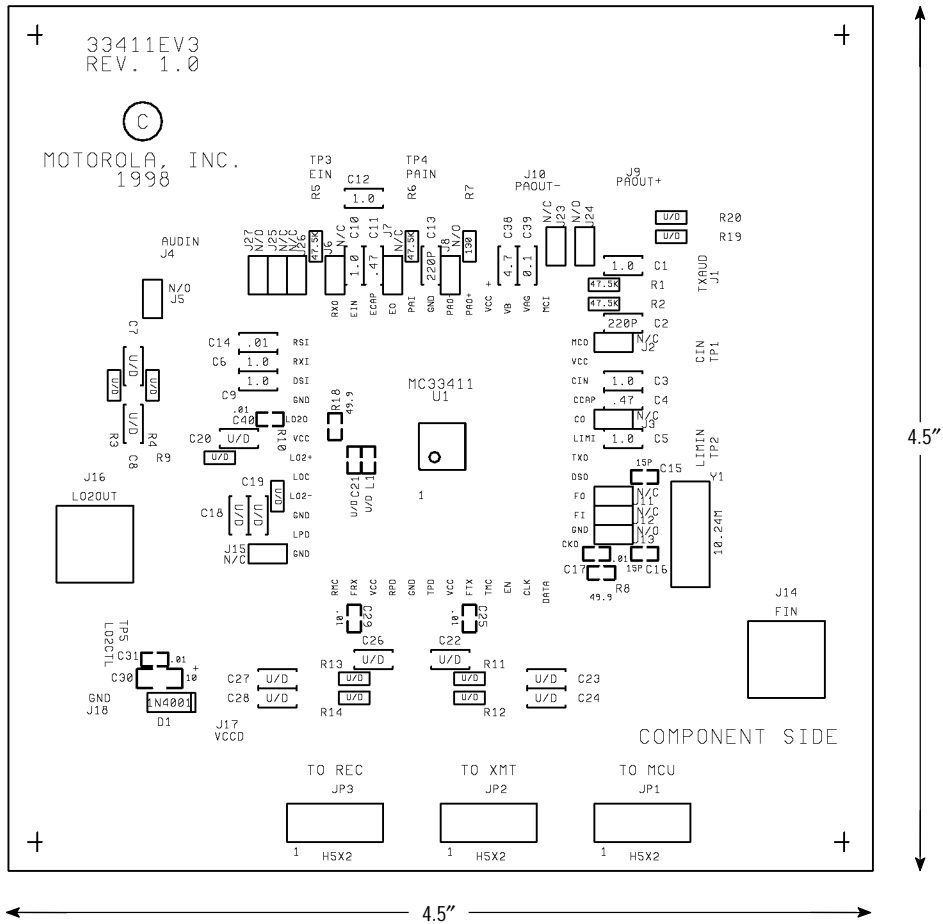 33411EV3
REV. 1.0
C
MOTOROLA, INC.
1998
TP3
EIN
TP4
PAIN
J10
PAOUT-
J9
PAOUT+
R5
C12
1.0
R6
R7
U/D R20
U/D R19
AUDIN
J4
N/O
J5
J27
N/O
J25
N/C
N/C
J26
47.5K
J6
N/C
C10
1.0
C11
.47
J7
N/C
47.5K
C13
220P
J8
N/O
130
C38
4.7
C39
0.1
N/C
J23
N/O
J24
1.0 C1
47.5K R1
47.5K R2
220P C2
TXAUD
J1
RXO
EIN
ECAP
EO
PAI
GND
PAO-
PAO+
VCC +
VB
VAG
MCI
MCO
N/C
J2
VCC
CIN 1.0 C3
CCAP .47 C4
CO N/C
J3
LIMI 1.0 C5
TXO
DSO
15P C15
FO N/C
J11
FI N/C
J12
GND N/O
J13
CKO
CIN
TP1
LIMIN
TP2
Y1
10.24M
C17
.01
15P C16
R8
49.9
C7
U/D
U/D
U/D
U/D
R3
R4
C8
R9
C14 .01 RSI
C6 1.0 RXI
1.0 DSI
C9 GND
.01
C40
R10
LO2O
C20 U/D VCC
U/D LO2+
LOC
C19
U/D
LO2-
C18
U/D
U/D
GND
LPD
J15
N/C
GND
R18
49.9
U/D C21
U/D L1
MC33411
U1
1
J16
LO2OUT
RMC
FRX
VCC
RPD
GND
TPD
VCC
FTX
TMC
EN
CLK
DATA
.01
C29
.01
C25
J14
FIN
TP5
LO2CTL
C31 .01
C30 +
10
GND
J18
1N4001
D1
C26
U/D
C22
U/D
C27 U/D
C28 U/D
R13
U/D
U/D
R14
R11
U/D
U/D
R12
U/D C23
U/D C24
J17
VCCD
COMPONENT SIDE
TO REC
JP3
1 H5X2
TO XMT
JP2
1 H5X2
TO MCU
JP1
1 H5X2
4.5″
4.5″